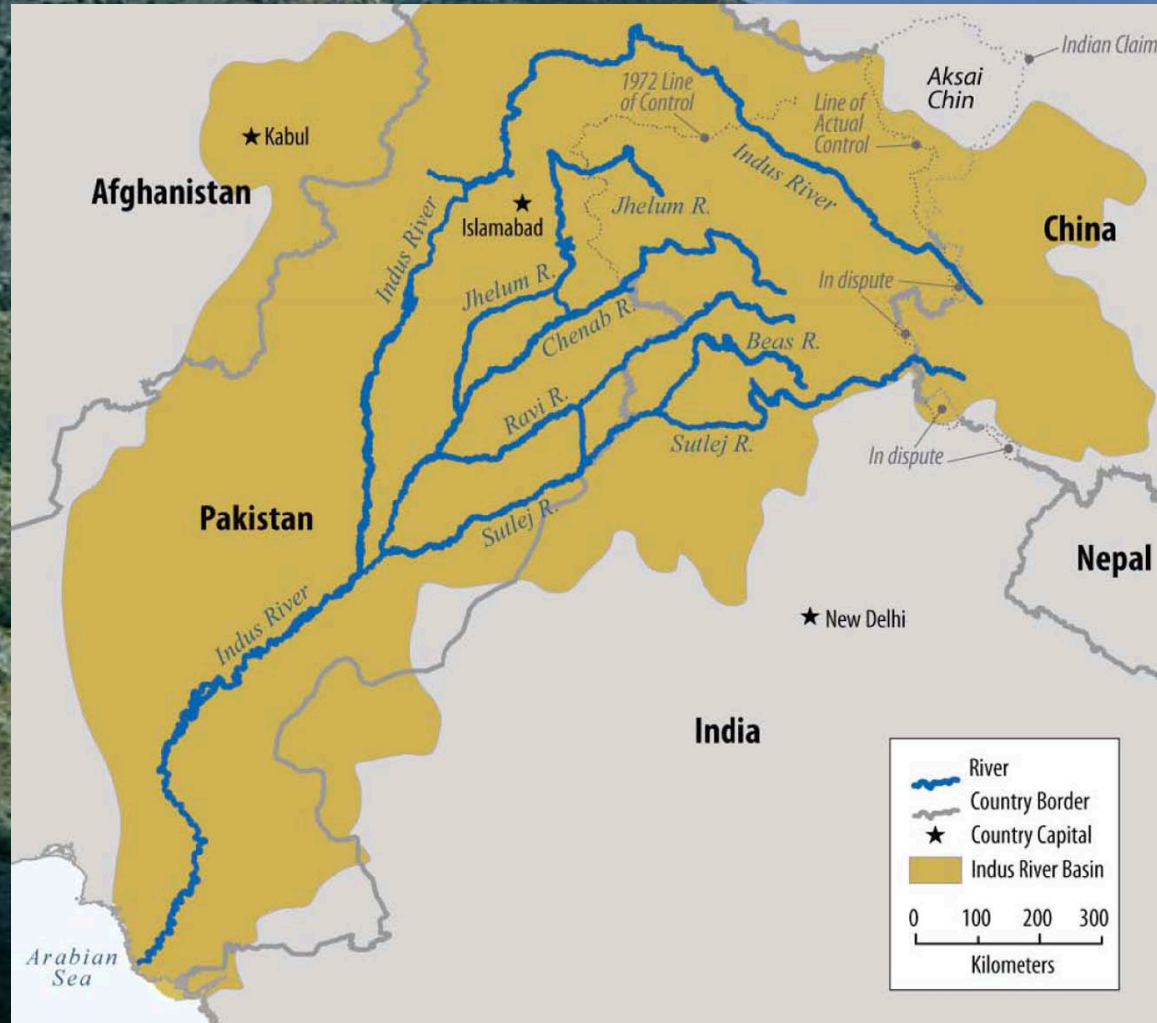 Indian Claim
Aksai
Chin
1972 Line
of Control
Line of
Actual
Control
Kabul
Afghanistan
Indus River
Jhelum R.
Islamabad
Indus River
China
Jhelum R.
In dispute
Chenab R.
Beas R.
Ravi R.
Sutlej R.
In dispute
Pakistan
Sutlej R.
Nepal
Indus River
New Delhi
India
River
Country Border
Country Capital
Indus River Basin
0 100 200 300
Kilometers
Arabian
Sea